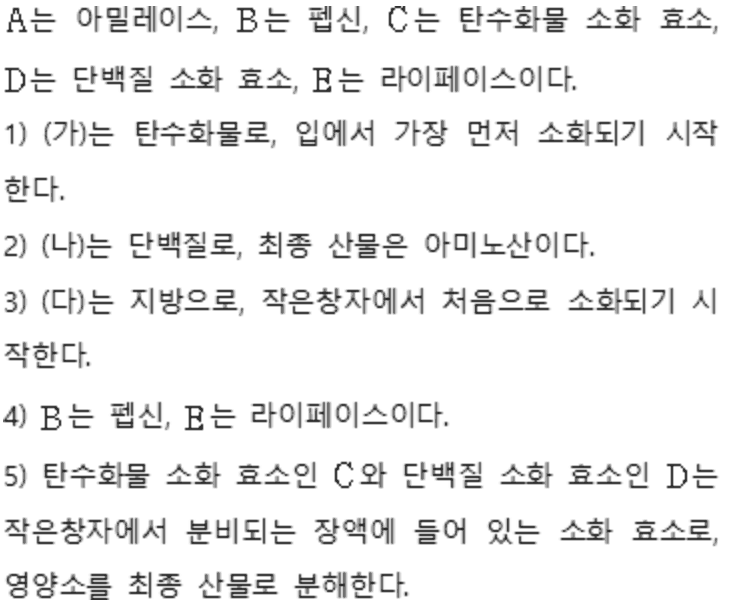 A는 아밀레이스, B는 펩신, C는 탄수화물 소화 효소,
D는 단백질 소화 효소, E는 라이페이스이다.
1) (가)는 탄수화물로, 입에서 가장 먼저 소화되기 시작
한다.
2) (나)는 단백질로, 최종 산물은 아미노산이다.
3) (다)는 지방으로, 작은창자에서 처음으로 소화되기 시
작한다.
4) B는 펩신, E는 라이페이스이다.
5) 탄수화물 소화 효소인 C와 단백질 소화 효소인 D는
작은창자에서 분비되는 장액에 들어 있는 소화 효소로,
영양소를 최종 산물로 분해한다.